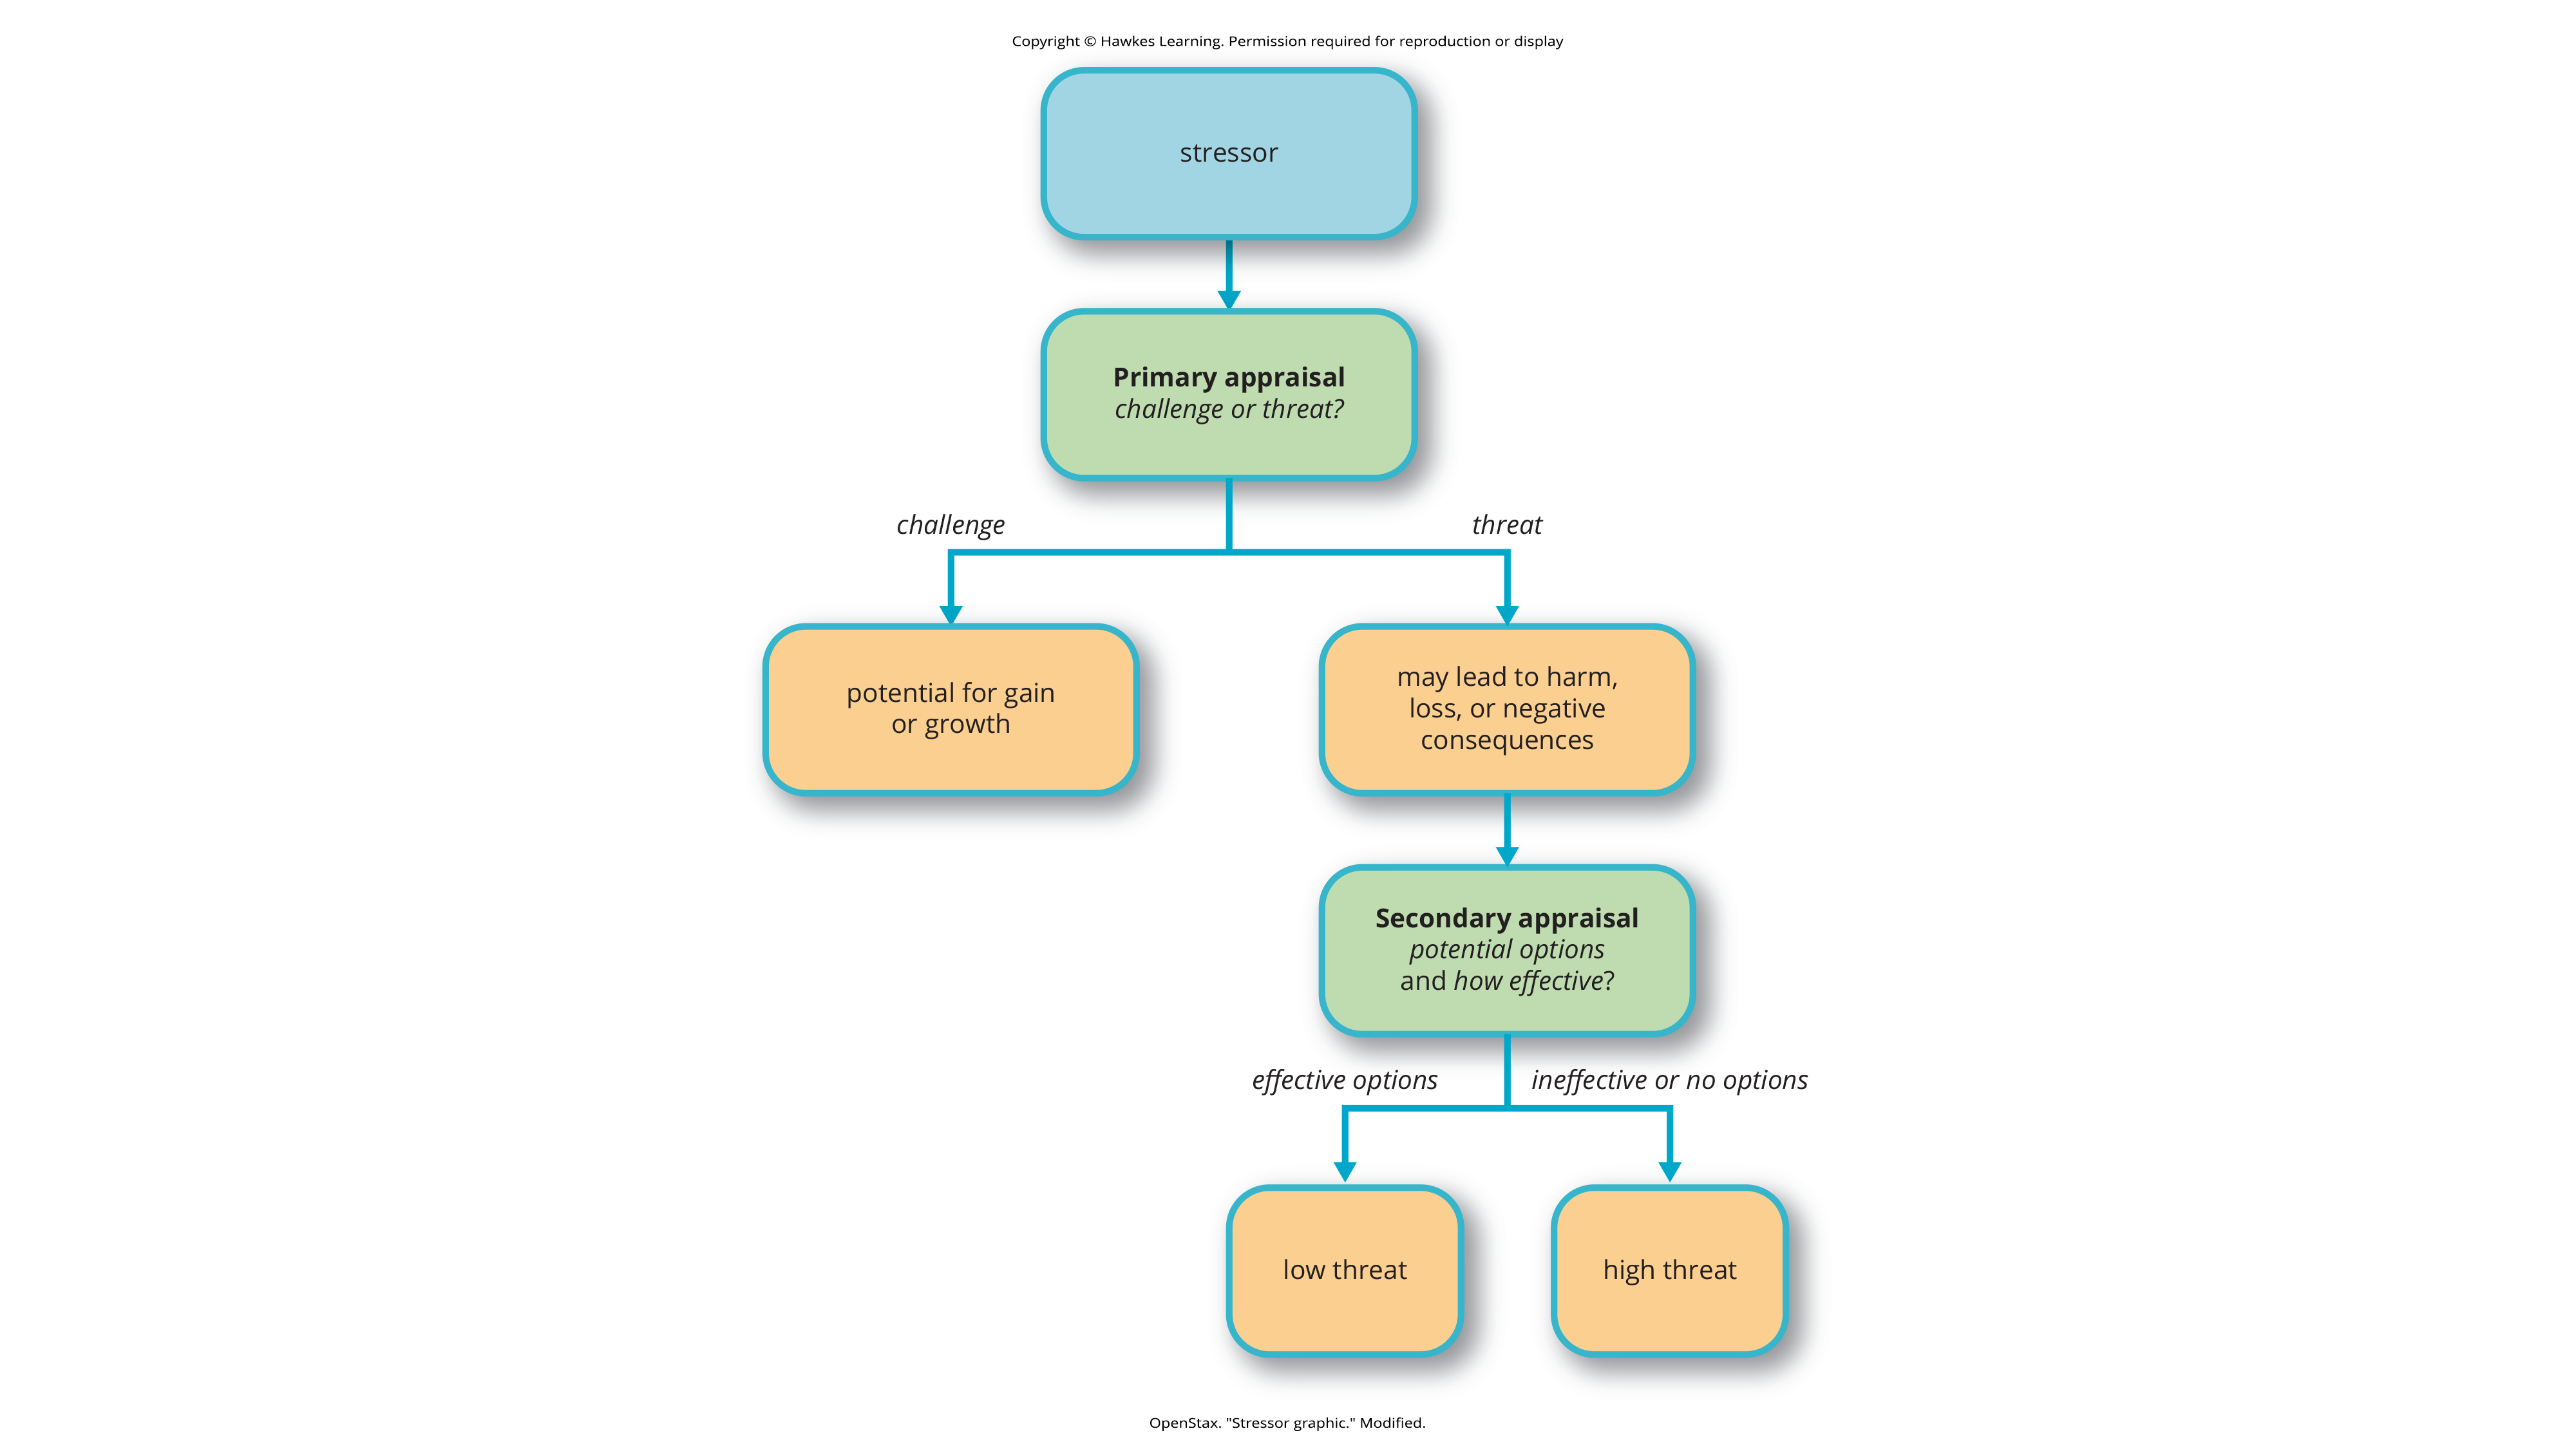 Copyright © Hawkes Learning. Permission required for reproduction or display
stressor
Primary appraisal
challenge or threat?
challenge
threat
potential for gain
or growth
may lead to harm,
loss, or negative
consequences
Secondary appraisal
potential options
and how effective?
effective options
ineffective or no options
low threat
high threat
OpenStax. "Stressor graphic." Modified.